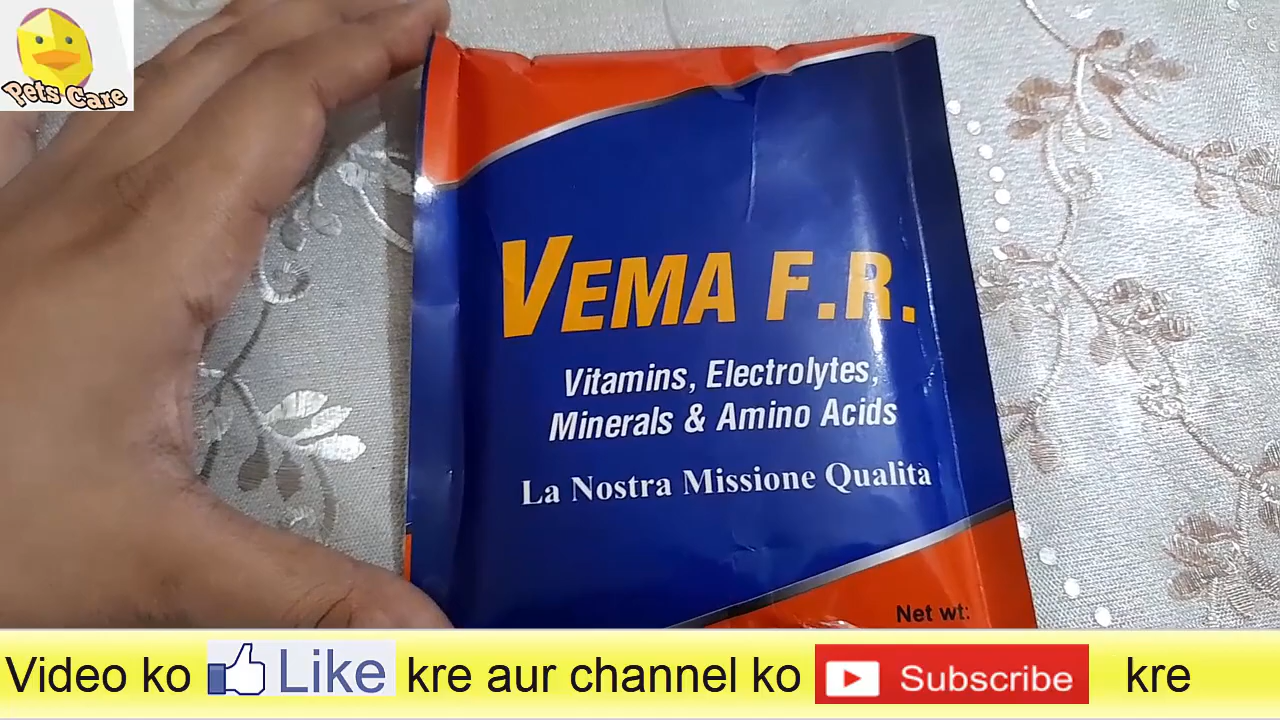 Pets Care
VEMA F.R.
Vitamins, Electrolytes,
Minerals & Amino Acids
La Nostra Missione Qualità
Net wt:
Video ko Like kre aur channel ko Subscribe kre